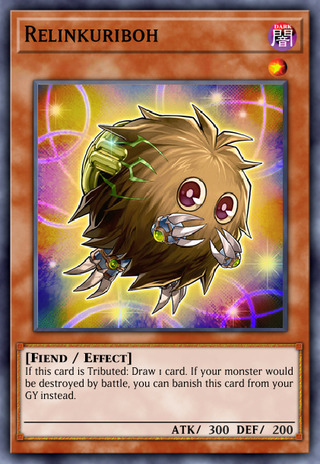 Relinkuriboh
DARK
闇
[Fiend / Effect]
If this card is Tributed: Draw 1 card. If your monster would
be destroyed by battle, you can banish this card from your
GY instead.
ATK/ 300 DEF/ 200